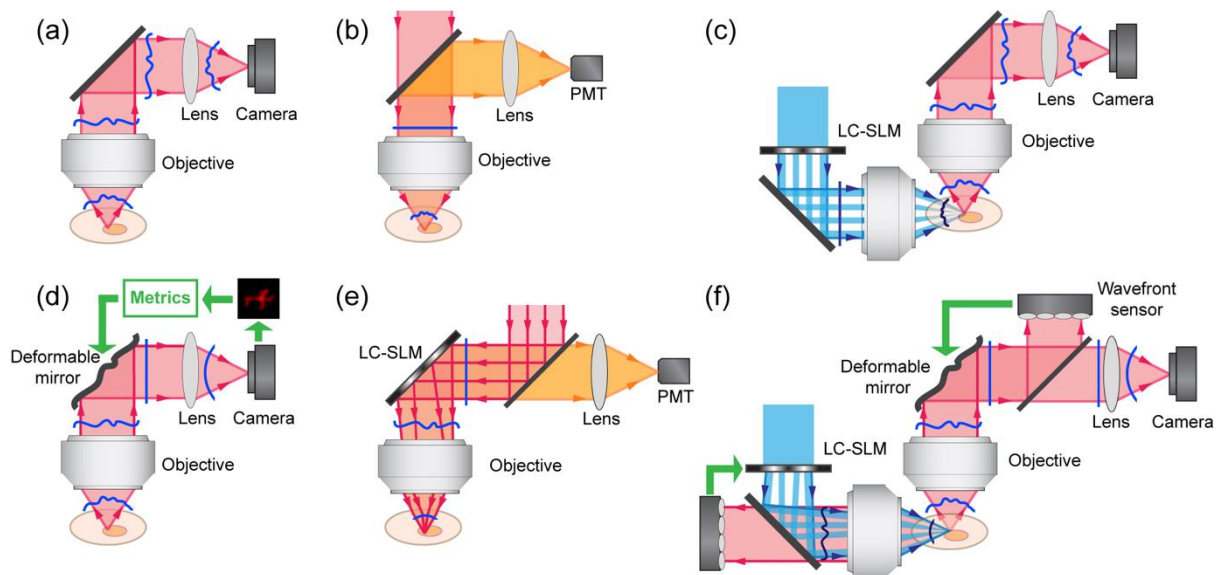 (a)
Lens
Camera
Objective
(b)
Lens
PMT
Objective
(c)
LC-SLM
Lens
Camera
Objective
(d)
Metrics
Deformable
mirror
Lens
Camera
Objective
(e)
LC-SLM
Lens
PMT
Objective
(f)
Wavefront
sensor
Deformable
mirror
Lens
Camera
LC-SLM
Objective